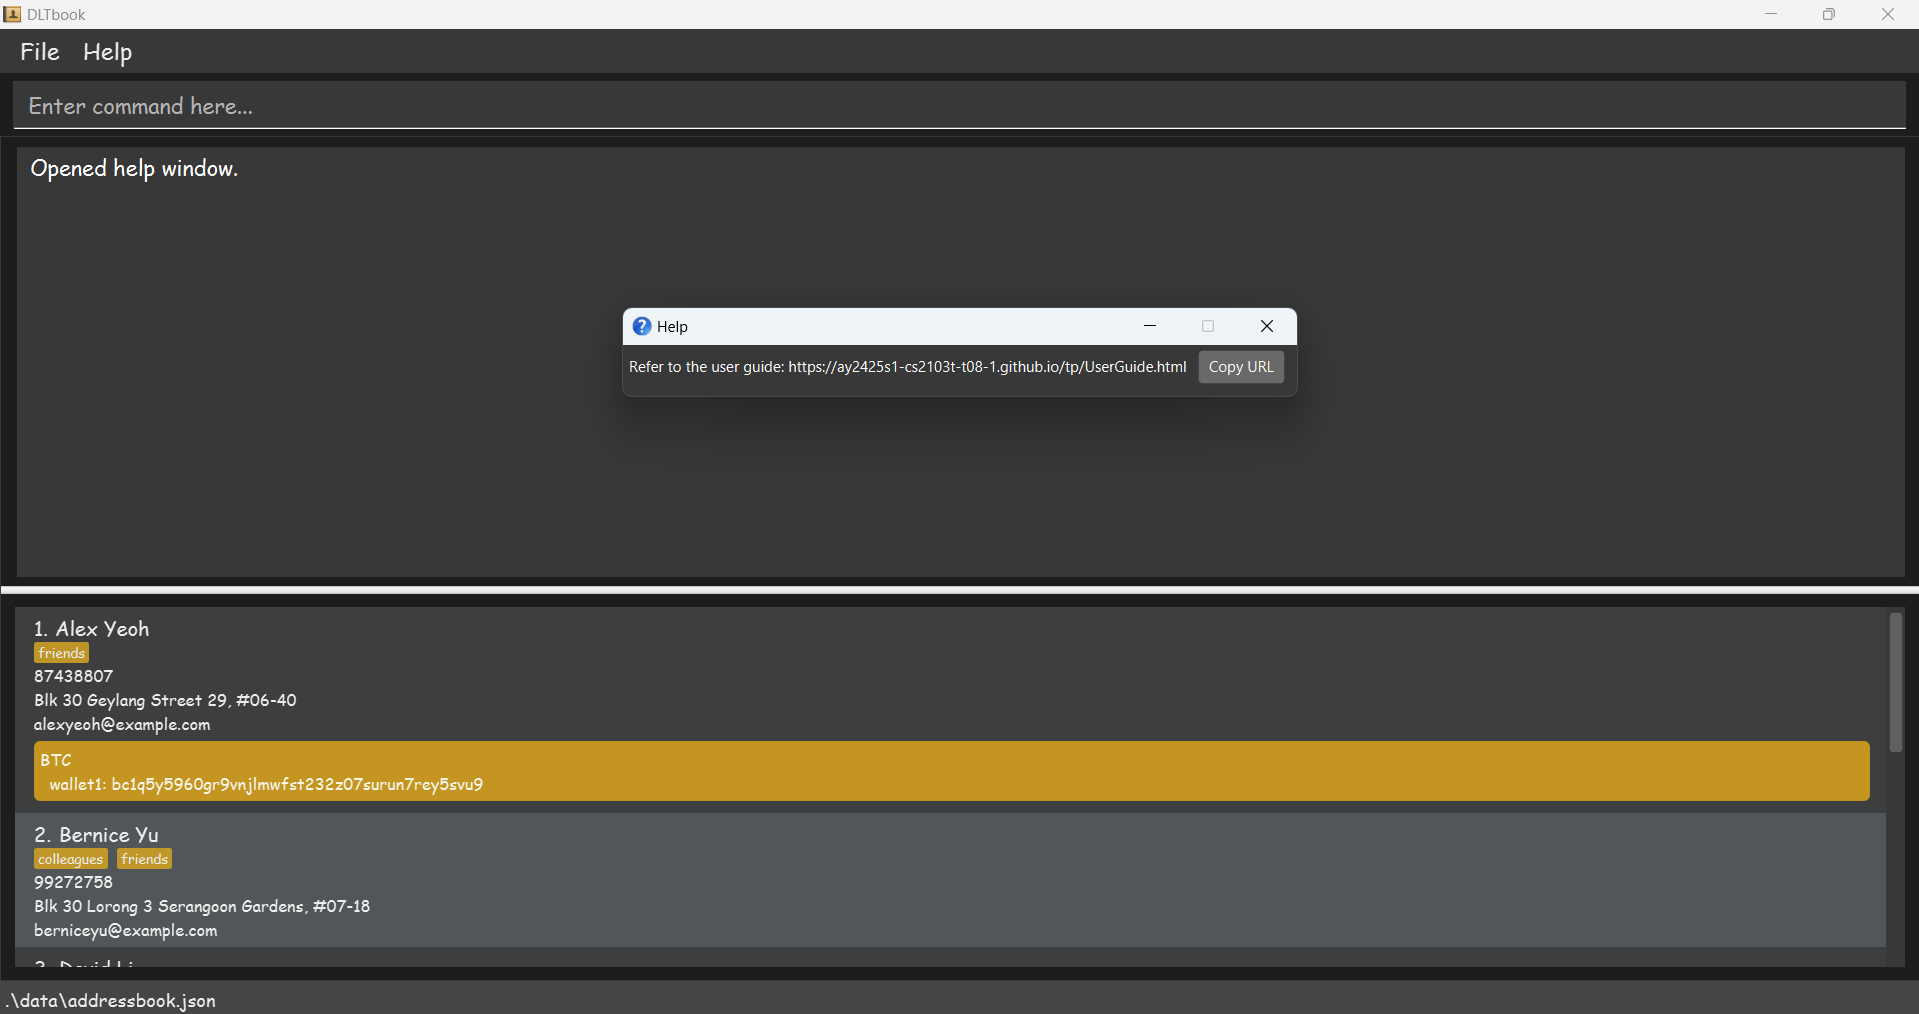 DLTbook
File Help
Enter command here...
Opened help window.
Help
Refer to the user guide: https://ay2425s1-cs2103t-t08-1.github.io/tp/UserGuide.html Copy URL
1. Alex Yeoh
friends
87438807
Blk 30 Geylang Street 29, #06-40
alexyeoh@example.com
BTC
wallet1: bc1q5y5960gr9vnjlmwfst232z07surun7rey5svu9
2. Bernice Yu
colleagues friends
99272758
Blk 30 Lorong 3 Serangoon Gardens, #07-18
berniceyu@example.com
.\data\addressbook.json